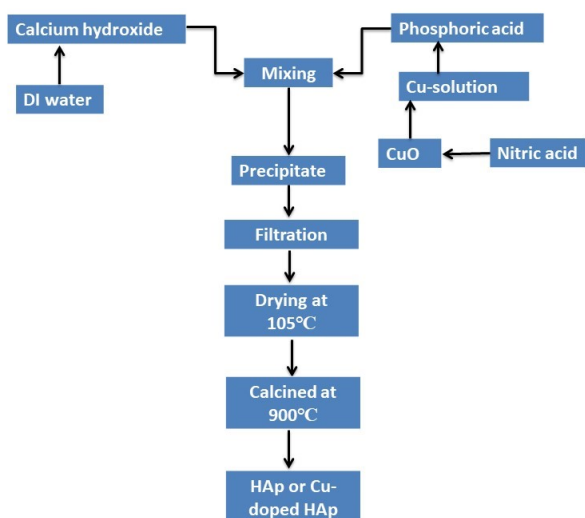 Calcium hydroxide
Phosphoric acid
Mixing
DI water
Cu-solution
CuO
Nitric acid
Precipitate
Filtration
Drying at
105℃
Calcined at
900℃
HAp or Cu-
doped HAp